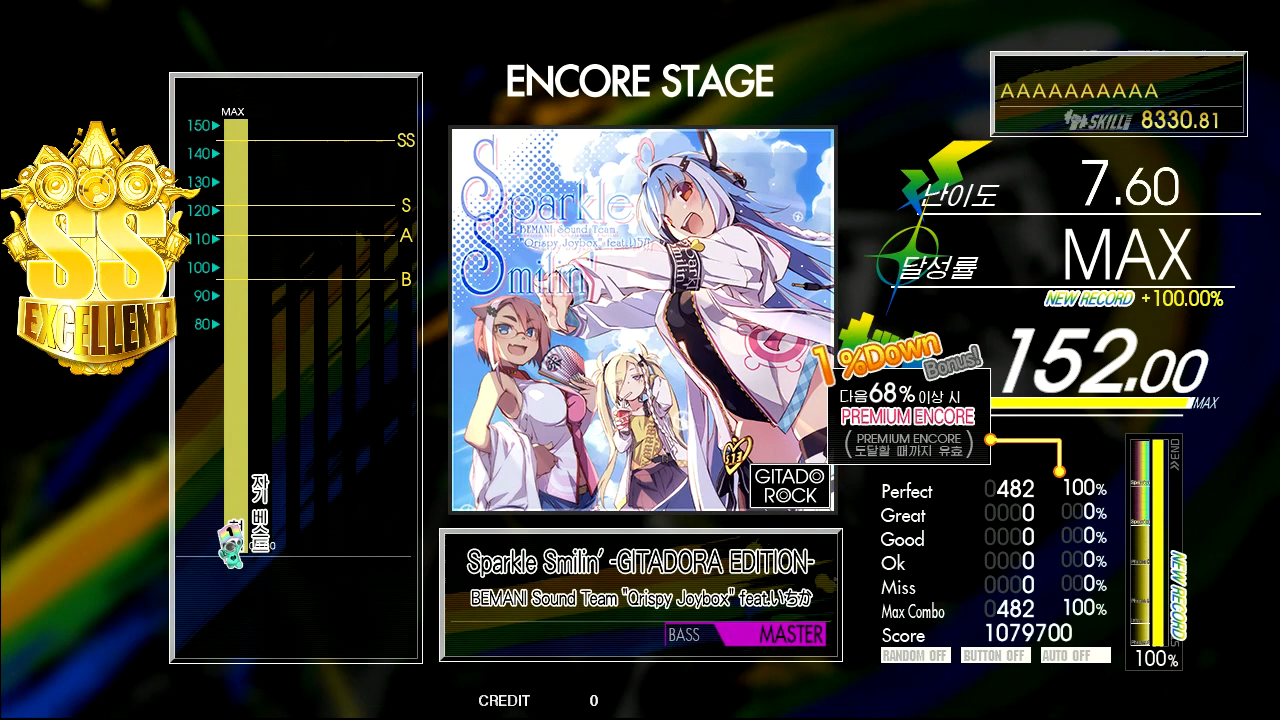 ENCORE STAGE
AAAAAAAAAA
SKILL 8330.81
MAX
150
140
130
120
110
100
90
80
SS
S
A
B
SS
EXCELLENT
Sparkle
Smilin'
BEMANI Sound Team
"Qrispy Joybox" feat.いちか
GITADO
ROCK
난이도 7.60
달성률 MAX
NEW RECORD +100.00%
152.00
MAX
1%Down
Bonus!
다음68%이상 시
PREMIUM ENCORE
(PREMIUM ENCORE
도달할 때까지 유효)
Perfect 0482 100%
Great 0000 000%
Good 0000 000%
Ok 0000 000%
Miss 0000 000%
Max Combo 0482 100%
Score 1079700
RANDOM OFF BUTTON OFF AUTO OFF
NEW RECORD
100%
자기 베스트
Sparkle Smilin' -GITADORA EDITION-
BEMANI Sound Team "Qrispy Joybox" feat.いちか
BASS MASTER
CREDIT 0